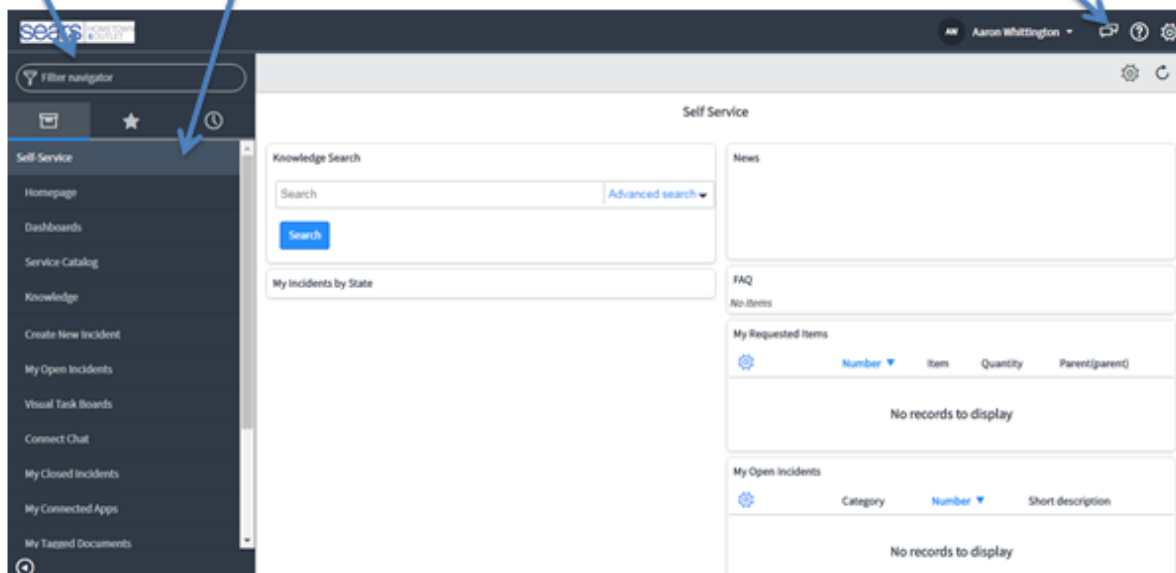 sears HOMETOWN & OUTLET
AW Aaron Whittington
Filter navigator
Self Service
Self-Service
Homepage
Dashboards
Service Catalog
Knowledge
Create New Incident
My Open Incidents
Visual Task Boards
Connect Chat
My Closed Incidents
My Connected Apps
My Tagged Documents
Knowledge Search
Search
Advanced search
Search
My Incidents by State
News
FAQ
No items
My Requested Items
Number Item Quantity Parent(parent)
No records to display
My Open Incidents
Category Number Short description
No records to display